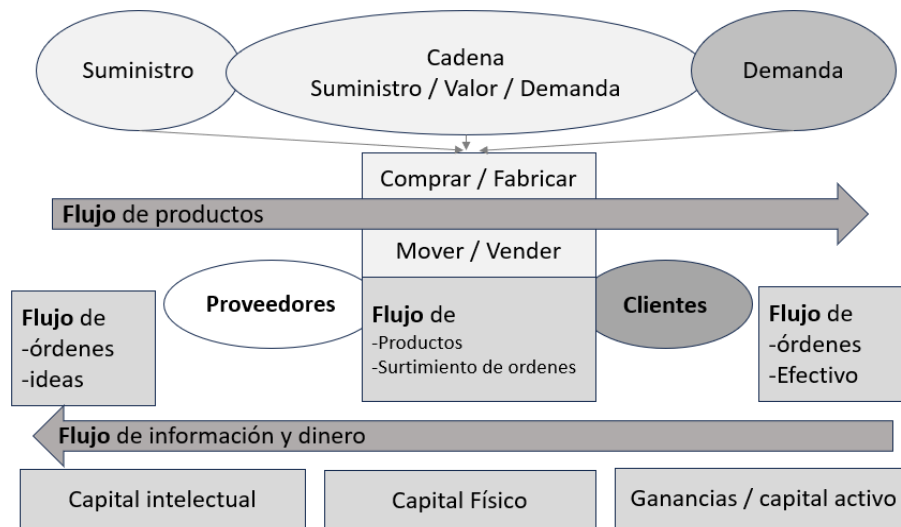 Suministro
Cadena
Suministro / Valor / Demanda
Demanda
Comprar / Fabricar
Flujo de productos
Mover / Vender
Proveedores
Clientes
Flujo de
-órdenes
-ideas
Flujo de
-Productos
-Surtimiento de ordenes
Flujo de
-órdenes
-Efectivo
Flujo de información y dinero
Capital intelectual
Capital Físico
Ganancias / capital activo